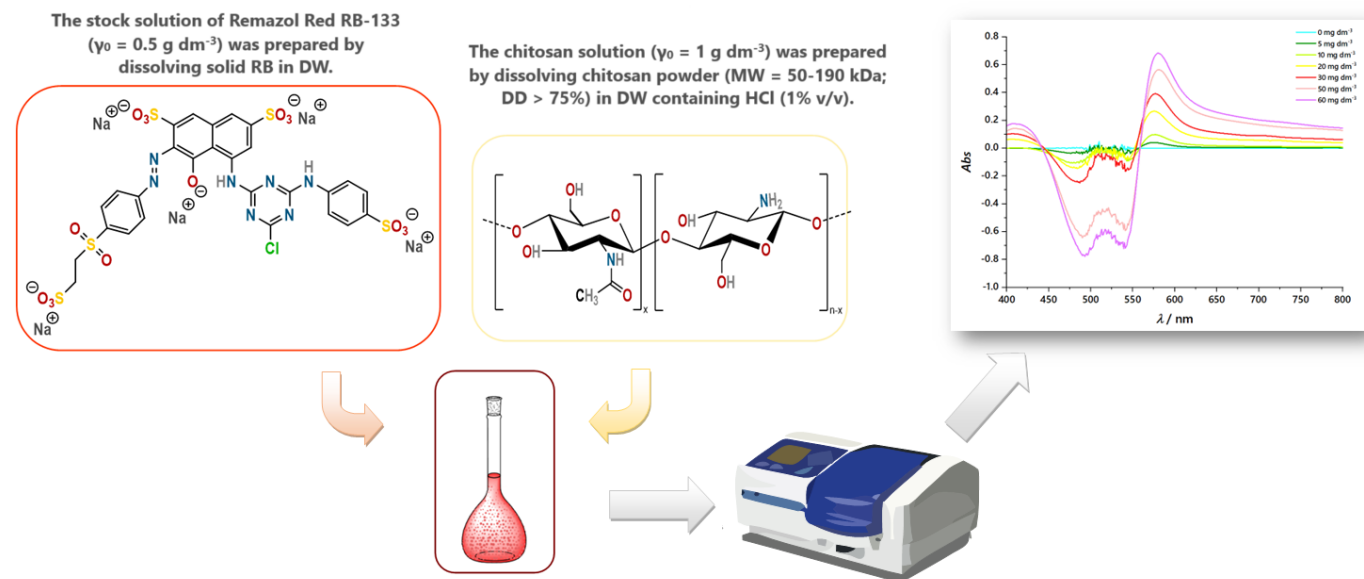 The stock solution of Remazol Red RB-133
(γ₀ = 0.5 g dm⁻³) was prepared by
dissolving solid RB in DW.
The chitosan solution (γ₀ = 1 g dm⁻³) was prepared
by dissolving chitosan powder (MW = 50-190 kDa;
DD > 75%) in DW containing HCl (1% v/v).
Na⊕
O₃S
⊖
SO₃
⊖
Na⊕
N
N
O⊖
Na⊕
NH
H
N
N
N
N
Cl
SO₃
⊖
Na⊕
O
S
O
⊖
O₃S
Na⊕
OH
O
O
HO
NH
CH₃
O
x
O
NH₂
HO
O
O
OH
n-x
0 mg dm⁻³
5 mg dm⁻³
10 mg dm⁻³
20 mg dm⁻³
30 mg dm⁻³
50 mg dm⁻³
60 mg dm⁻³
Abs
0.8
0.6
0.4
0.2
0.0
-0.2
-0.4
-0.6
-0.8
-1.0
400 450 500 550 600 650 700 750 800
λ / nm